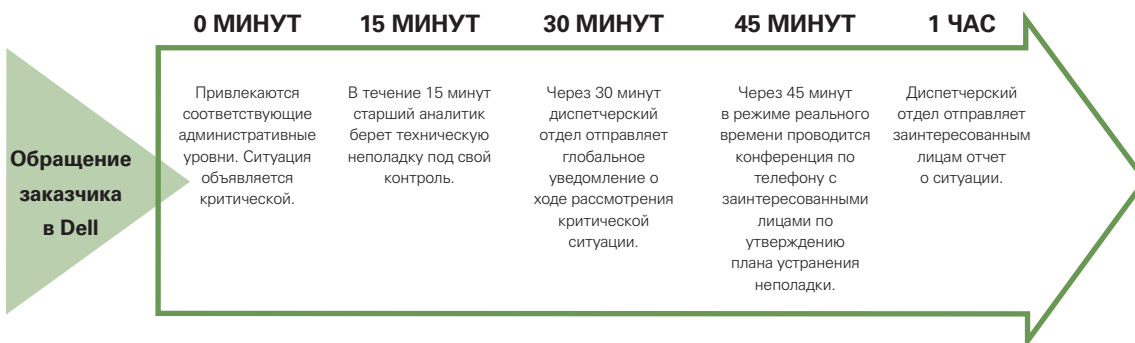 0 МИНУТ
15 МИНУТ
30 МИНУТ
45 МИНУТ
1 ЧАС
Обращение
заказчика
в Dell
Привлекаются
соответствующие
административные
уровни. Ситуация
объявляется
критической.
В течение 15 минут
старший аналитик
берет техническую
неполадку под свой
контроль.
Через 30 минут
диспетчерский
отдел отправляет
глобальное
уведомление о
ходе рассмотрения
критической
ситуации.
Через 45 минут
в режиме реального
времени проводится
конференция по
телефону с
заинтересованными
лицами по
утверждению
плана устранения
неполадки.
Диспетчерский
отдел отправляет
заинтересованным
лицам отчет
о ситуации.